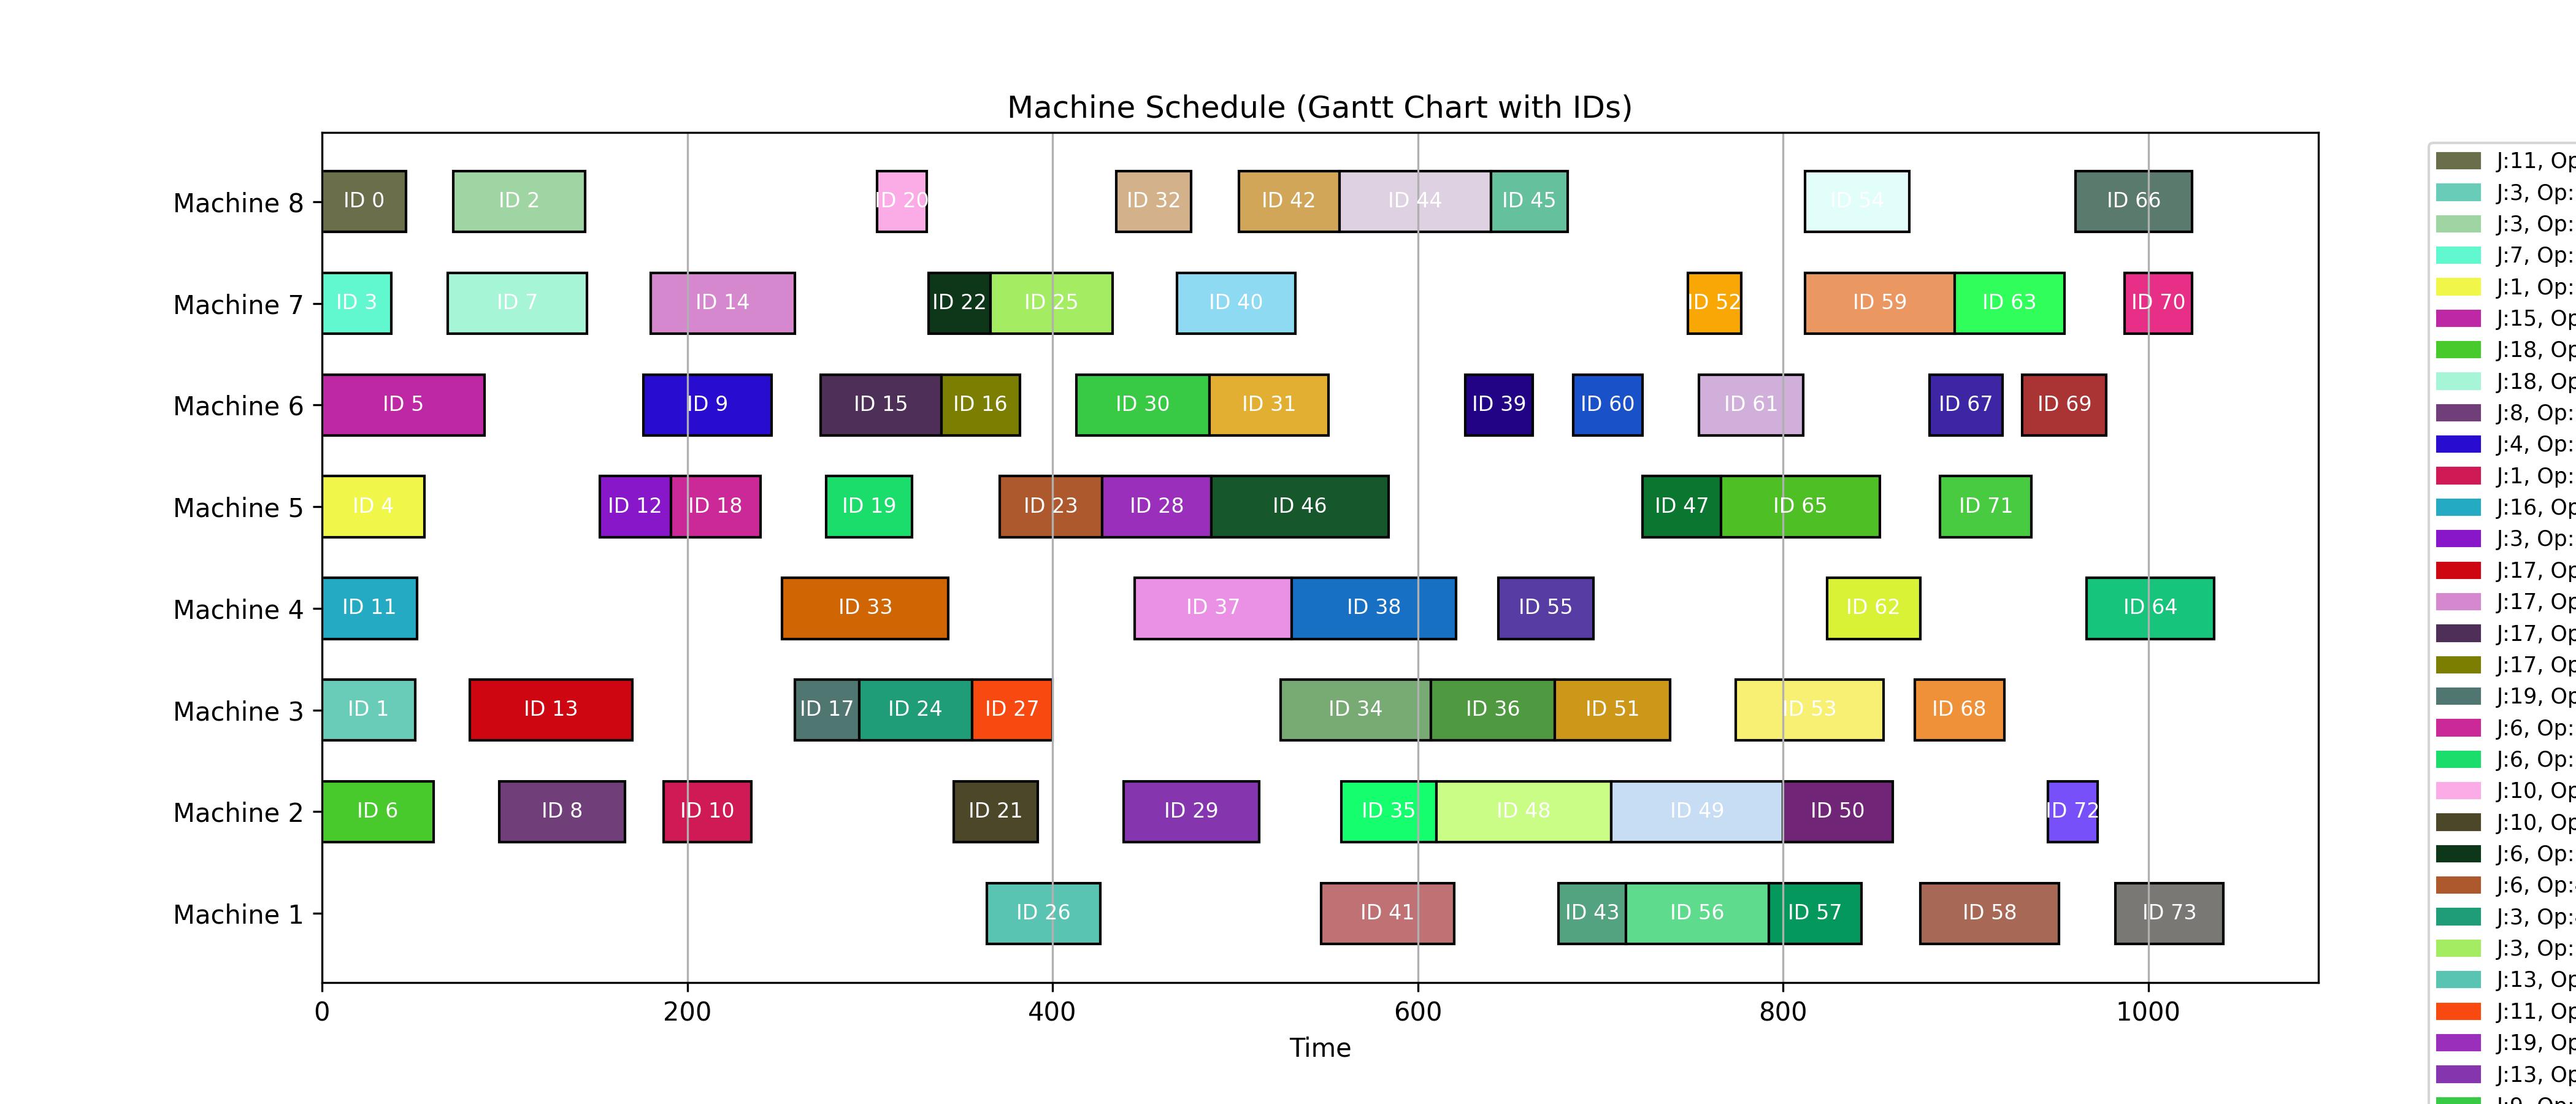 Machine Schedule (Gantt Chart with IDs)
Machine 8
ID 0 ID 2 ID 20 ID 32 ID 42 ID 44 ID 45 ID 54 ID 66
Machine 7
ID 3 ID 7 ID 14 ID 22 ID 25 ID 40 ID 52 ID 59 ID 63 ID 70
Machine 6
ID 5 ID 9 ID 15 ID 16 ID 30 ID 31 ID 39 ID 60 ID 61 ID 67 ID 69
Machine 5
ID 4 ID 12 ID 18 ID 19 ID 23 ID 28 ID 46 ID 47 ID 65 ID 71
Machine 4
ID 11 ID 33 ID 37 ID 38 ID 55 ID 62 ID 64
Machine 3
ID 1 ID 13 ID 17 ID 24 ID 27 ID 34 ID 36 ID 51 ID 53 ID 68
Machine 2
ID 6 ID 8 ID 10 ID 21 ID 29 ID 35 ID 48 ID 49 ID 50 ID 72
Machine 1
ID 26 ID 41 ID 43 ID 56 ID 57 ID 58 ID 73
0 200 400 600 800 1000
Time
J:11, Op
J:3, Op:
J:3, Op:
J:7, Op:
J:1, Op:
J:15, Op
J:18, Op
J:18, Op
J:8, Op:
J:4, Op:
J:1, Op:
J:16, Op
J:3, Op:
J:17, Op
J:17, Op
J:17, Op
J:17, Op
J:19, Op
J:6, Op:
J:6, Op:
J:10, Op
J:10, Op
J:6, Op:
J:6, Op:
J:3, Op:
J:3, Op:
J:13, Op
J:11, Op
J:19, Op
J:13, Op